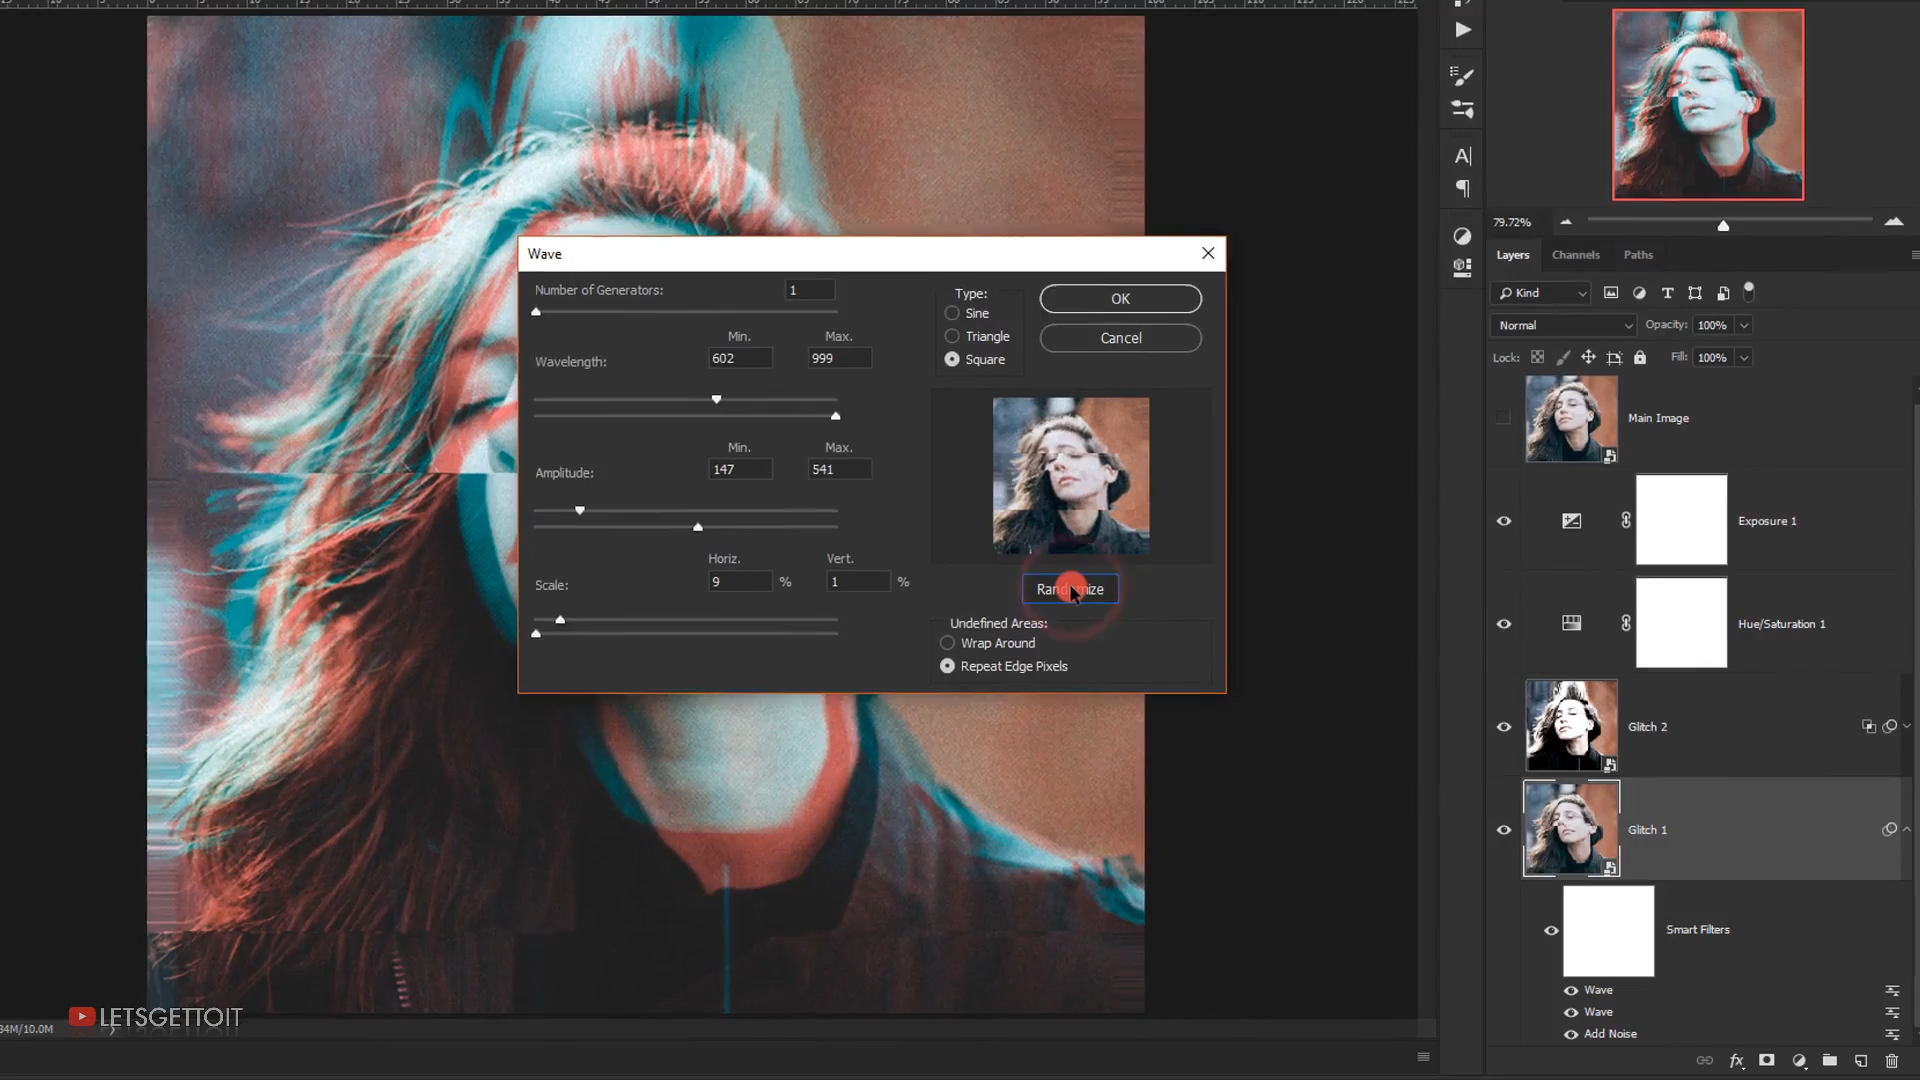 79.72%
Layers
Channels
Paths
Kind
Normal
Opacity:
100%
Lock:
Fill:
100%
Main Image
Exposure 1
Hue/Saturation 1
Glitch 2
Glitch 1
Smart Filters
Wave
Wave
Add Noise
fx
Wave
Number of Generators:
1
Min.
Max.
Wavelength:
602
999
Min.
Max.
Amplitude:
147
541
Horiz.
Vert.
Scale:
9
%
1
%
Type:
Sine
Triangle
Square
OK
Cancel
Randomize
Undefined Areas:
Wrap Around
Repeat Edge Pixels
LETSGETTOIT
34M/10.0M